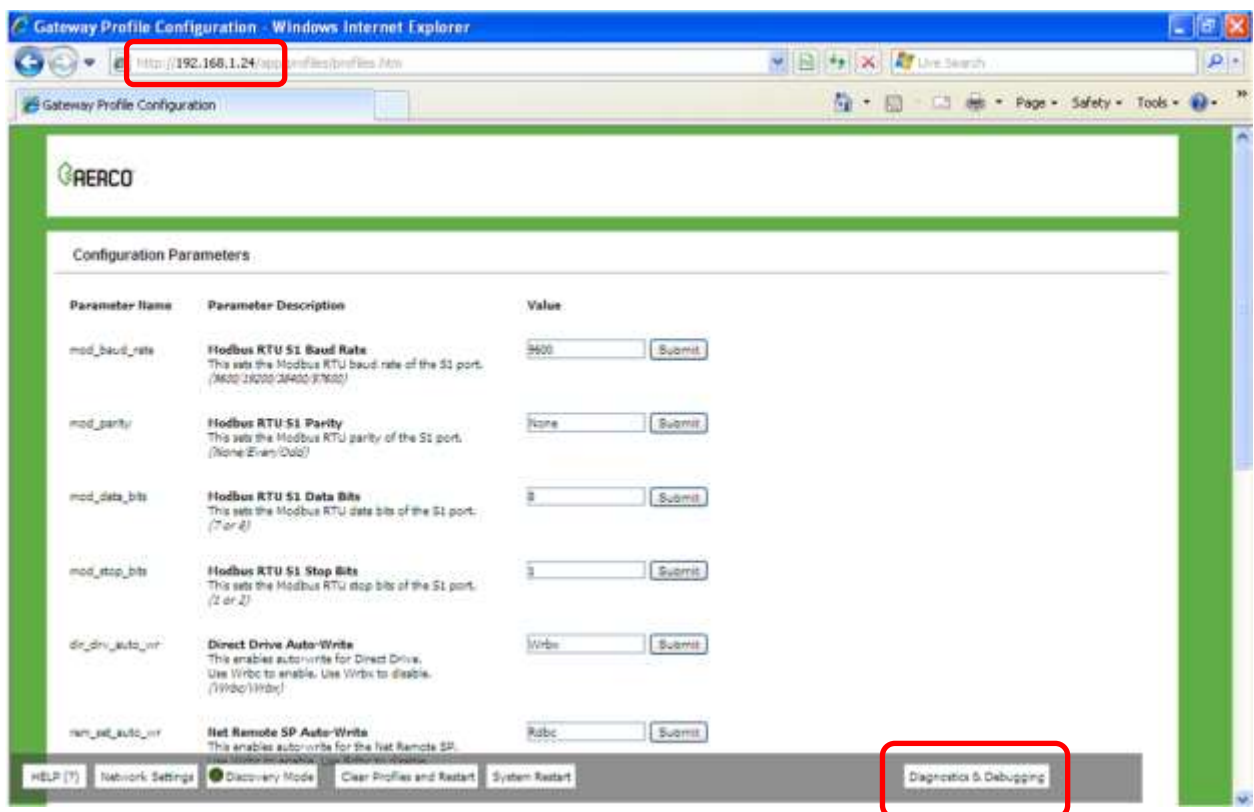 Gateway Profile Configuration - Windows Internet Explorer
http://192.168.1.24/app/profiles/profiles.htm
Live Search
Gateway Profile Configuration
Page
Safety
Tools
AERCO
Configuration Parameters
Parameter Name Parameter Description Value
mod_baud_rate Modbus RTU S1 Baud Rate 9600 Submit
This sets the Modbus RTU baud rate of the S1 port.
(9600/19200/38400/57600)
mod_parity Modbus RTU S1 Parity None Submit
This sets the Modbus RTU parity of the S1 port.
(None/Even/Odd)
mod_data_bits Modbus RTU S1 Data Bits 8 Submit
This sets the Modbus RTU data bits of the S1 port.
(7 or 8)
mod_stop_bits Modbus RTU S1 Stop Bits 1 Submit
This sets the Modbus RTU stop bits of the S1 port.
(1 or 2)
dir_drv_auto_wr Direct Drive Auto-Write Wrbx Submit
This enables auto-write for Direct Drive.
Use Wrbc to enable. Use Wrbx to disable.
(Wrbc/Wrbx)
rem_set_auto_wr Net Remote SP Auto-Write Rdbc Submit
This enables auto-write for the Net Remote SP.
HELP (?) Network Settings Discovery Mode Clear Profiles and Restart System Restart Diagnostics & Debugging